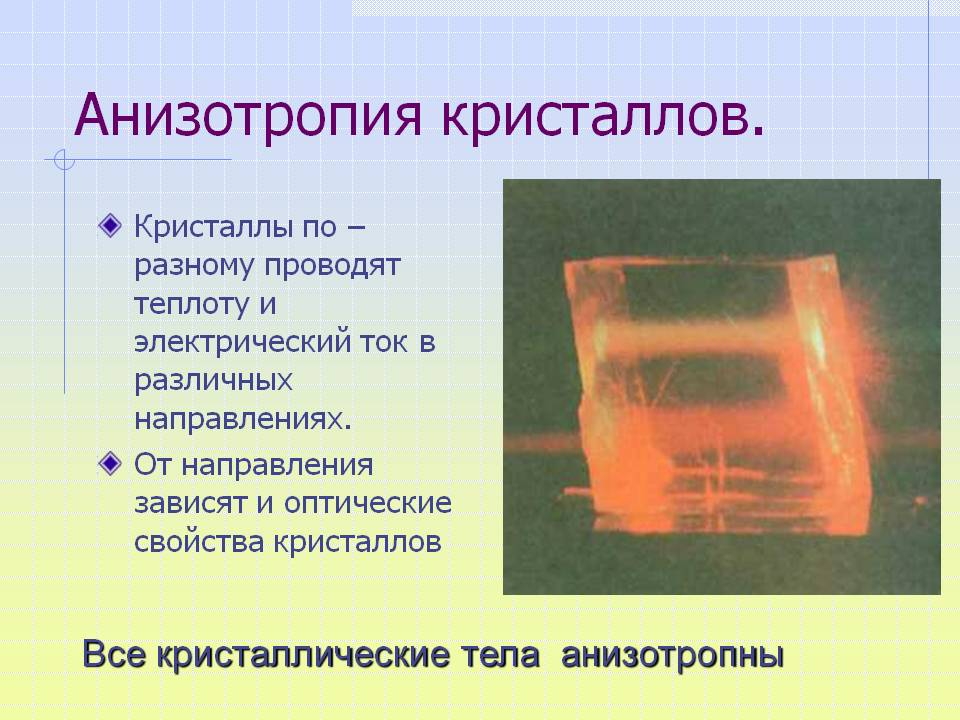 Анизотропия кристаллов.
Кристаллы по –
разному проводят
теплоту и
электрический ток в
различных
направлениях.
От направления
зависят и оптические
свойства кристаллов
Все кристаллические тела  анизотропны